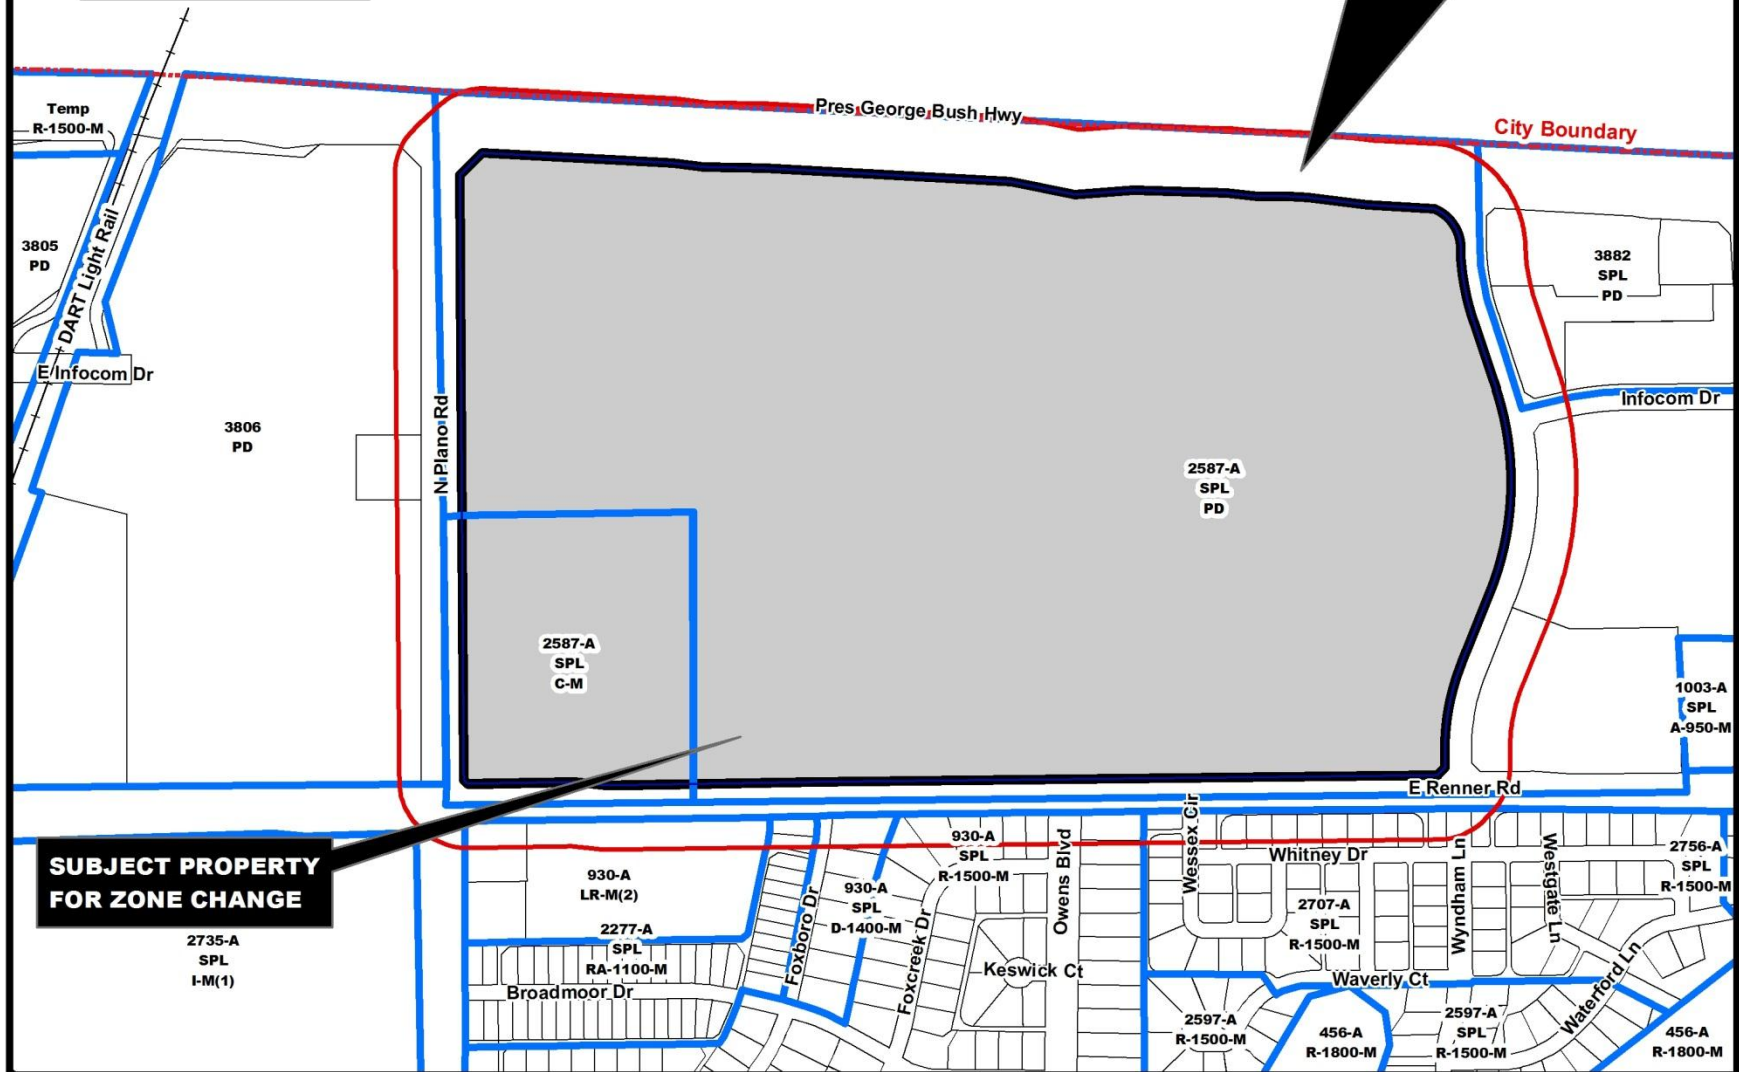 Pres George Bush Hwy
City Boundary
Temp
R-1500-M
3805
PD
DART Light Rail
E Infocom Dr
3806
PD
N Plano Rd
3882
SPL
PD
Infocom Dr
2587-A
SPL
PD
2587-A
SPL
C-M
1003-A
SPL
A-950-M
E Renner Rd
SUBJECT PROPERTY
FOR ZONE CHANGE
2735-A
SPL
I-M(1)
930-A
LR-M(2)
2277-A
SPL
RA-1100-M
Broadmoor Dr
Foxboro Dr
930-A
SPL
D-1400-M
Foxcreek Dr
930-A
SPL
R-1500-M
Owens Blvd
Keswick Ct
Wessex Cir
Whitney Dr
2707-A
SPL
R-1500-M
Wyndham Ln
Westgate Ln
2756-A
SPL
R-1500-M
Waverly Ct
Waterford Ln
2597-A
R-1500-M
456-A
R-1800-M
2597-A
SPL
R-1500-M
456-A
R-1800-M